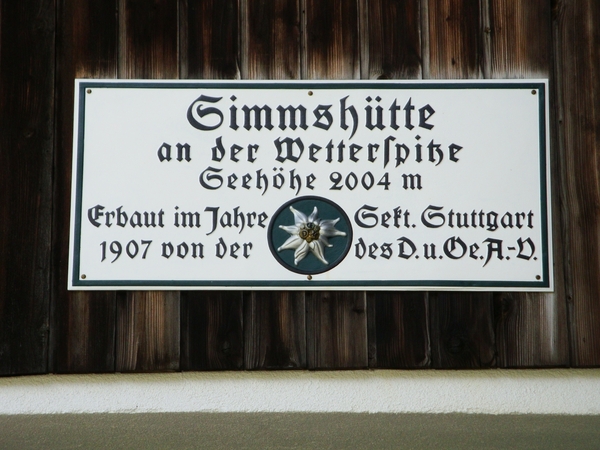 Simmshütte
an der Wetterſpitze
Seehöhe 2004 m
Erbaut im Jahre Sekt. Stuttgart
1907 von der des D. u. Oe. A.-V.